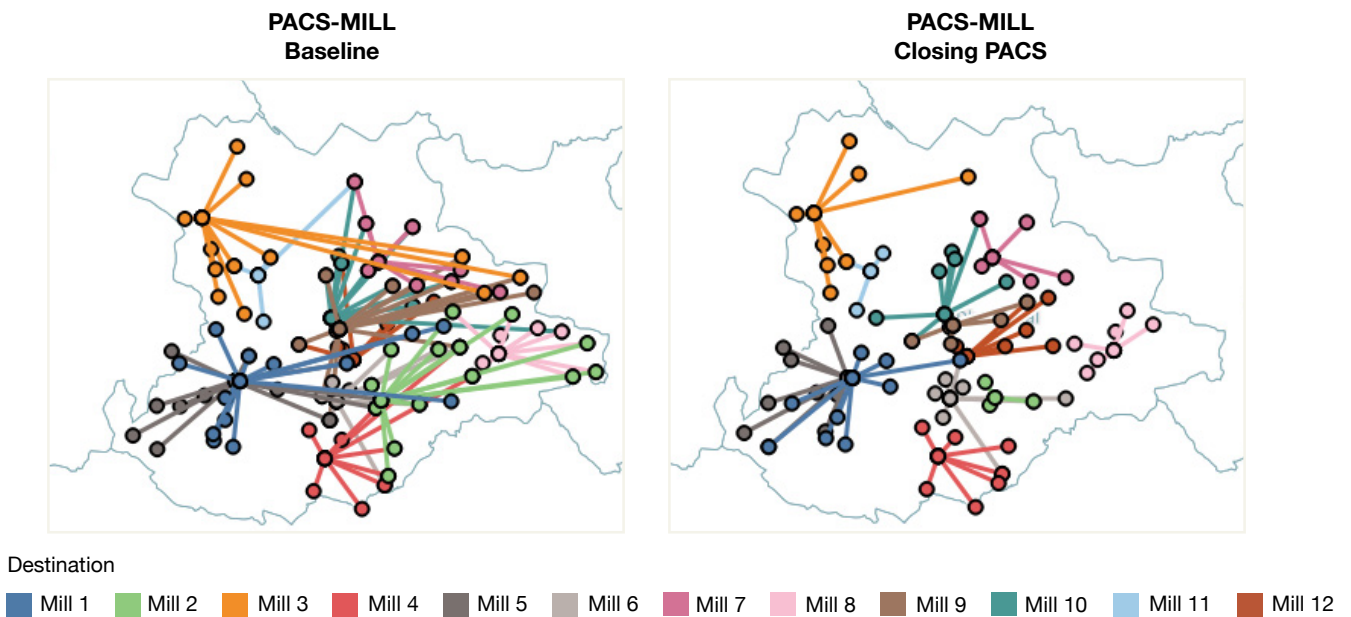 PACS-MILL
Baseline
PACS-MILL
Closing PACS
Destination
Mill 1 Mill 2 Mill 3 Mill 4 Mill 5 Mill 6 Mill 7 Mill 8 Mill 9 Mill 10 Mill 11 Mill 12